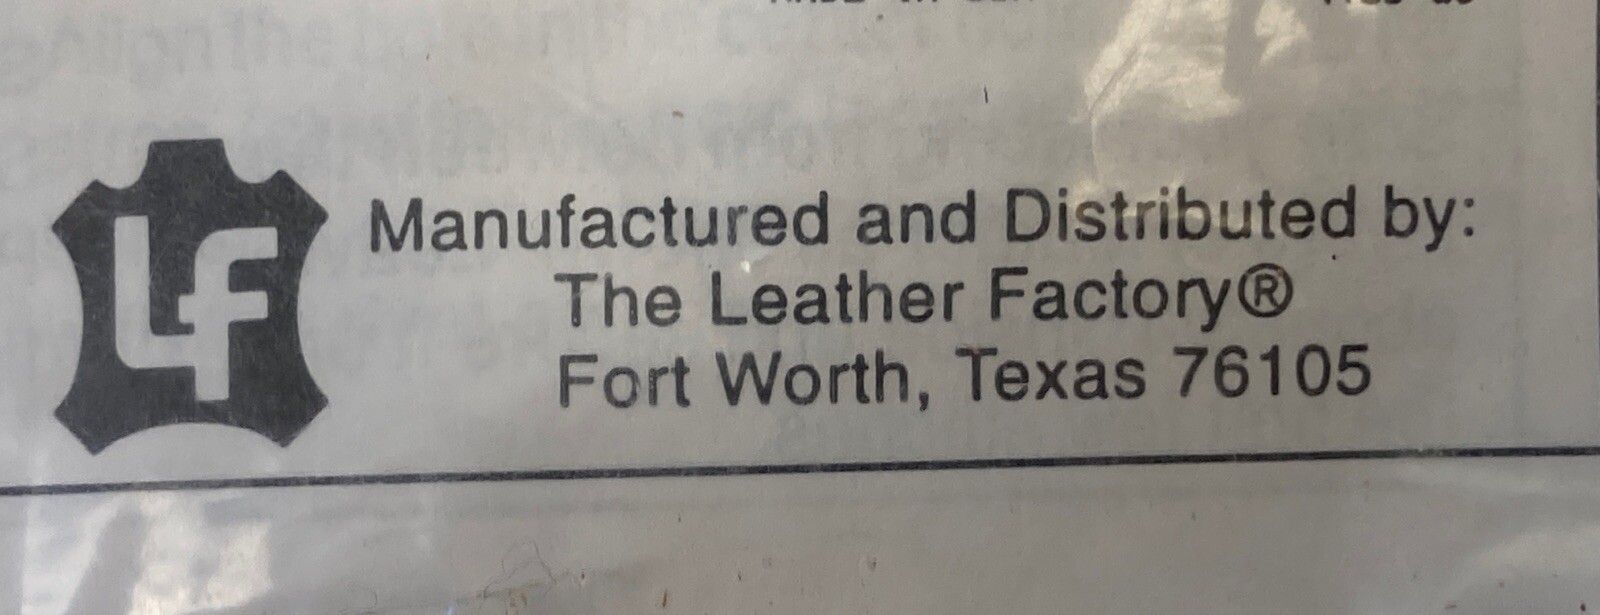 LF
Manufactured and Distributed by:
The Leather Factory®
Fort Worth, Texas 76105